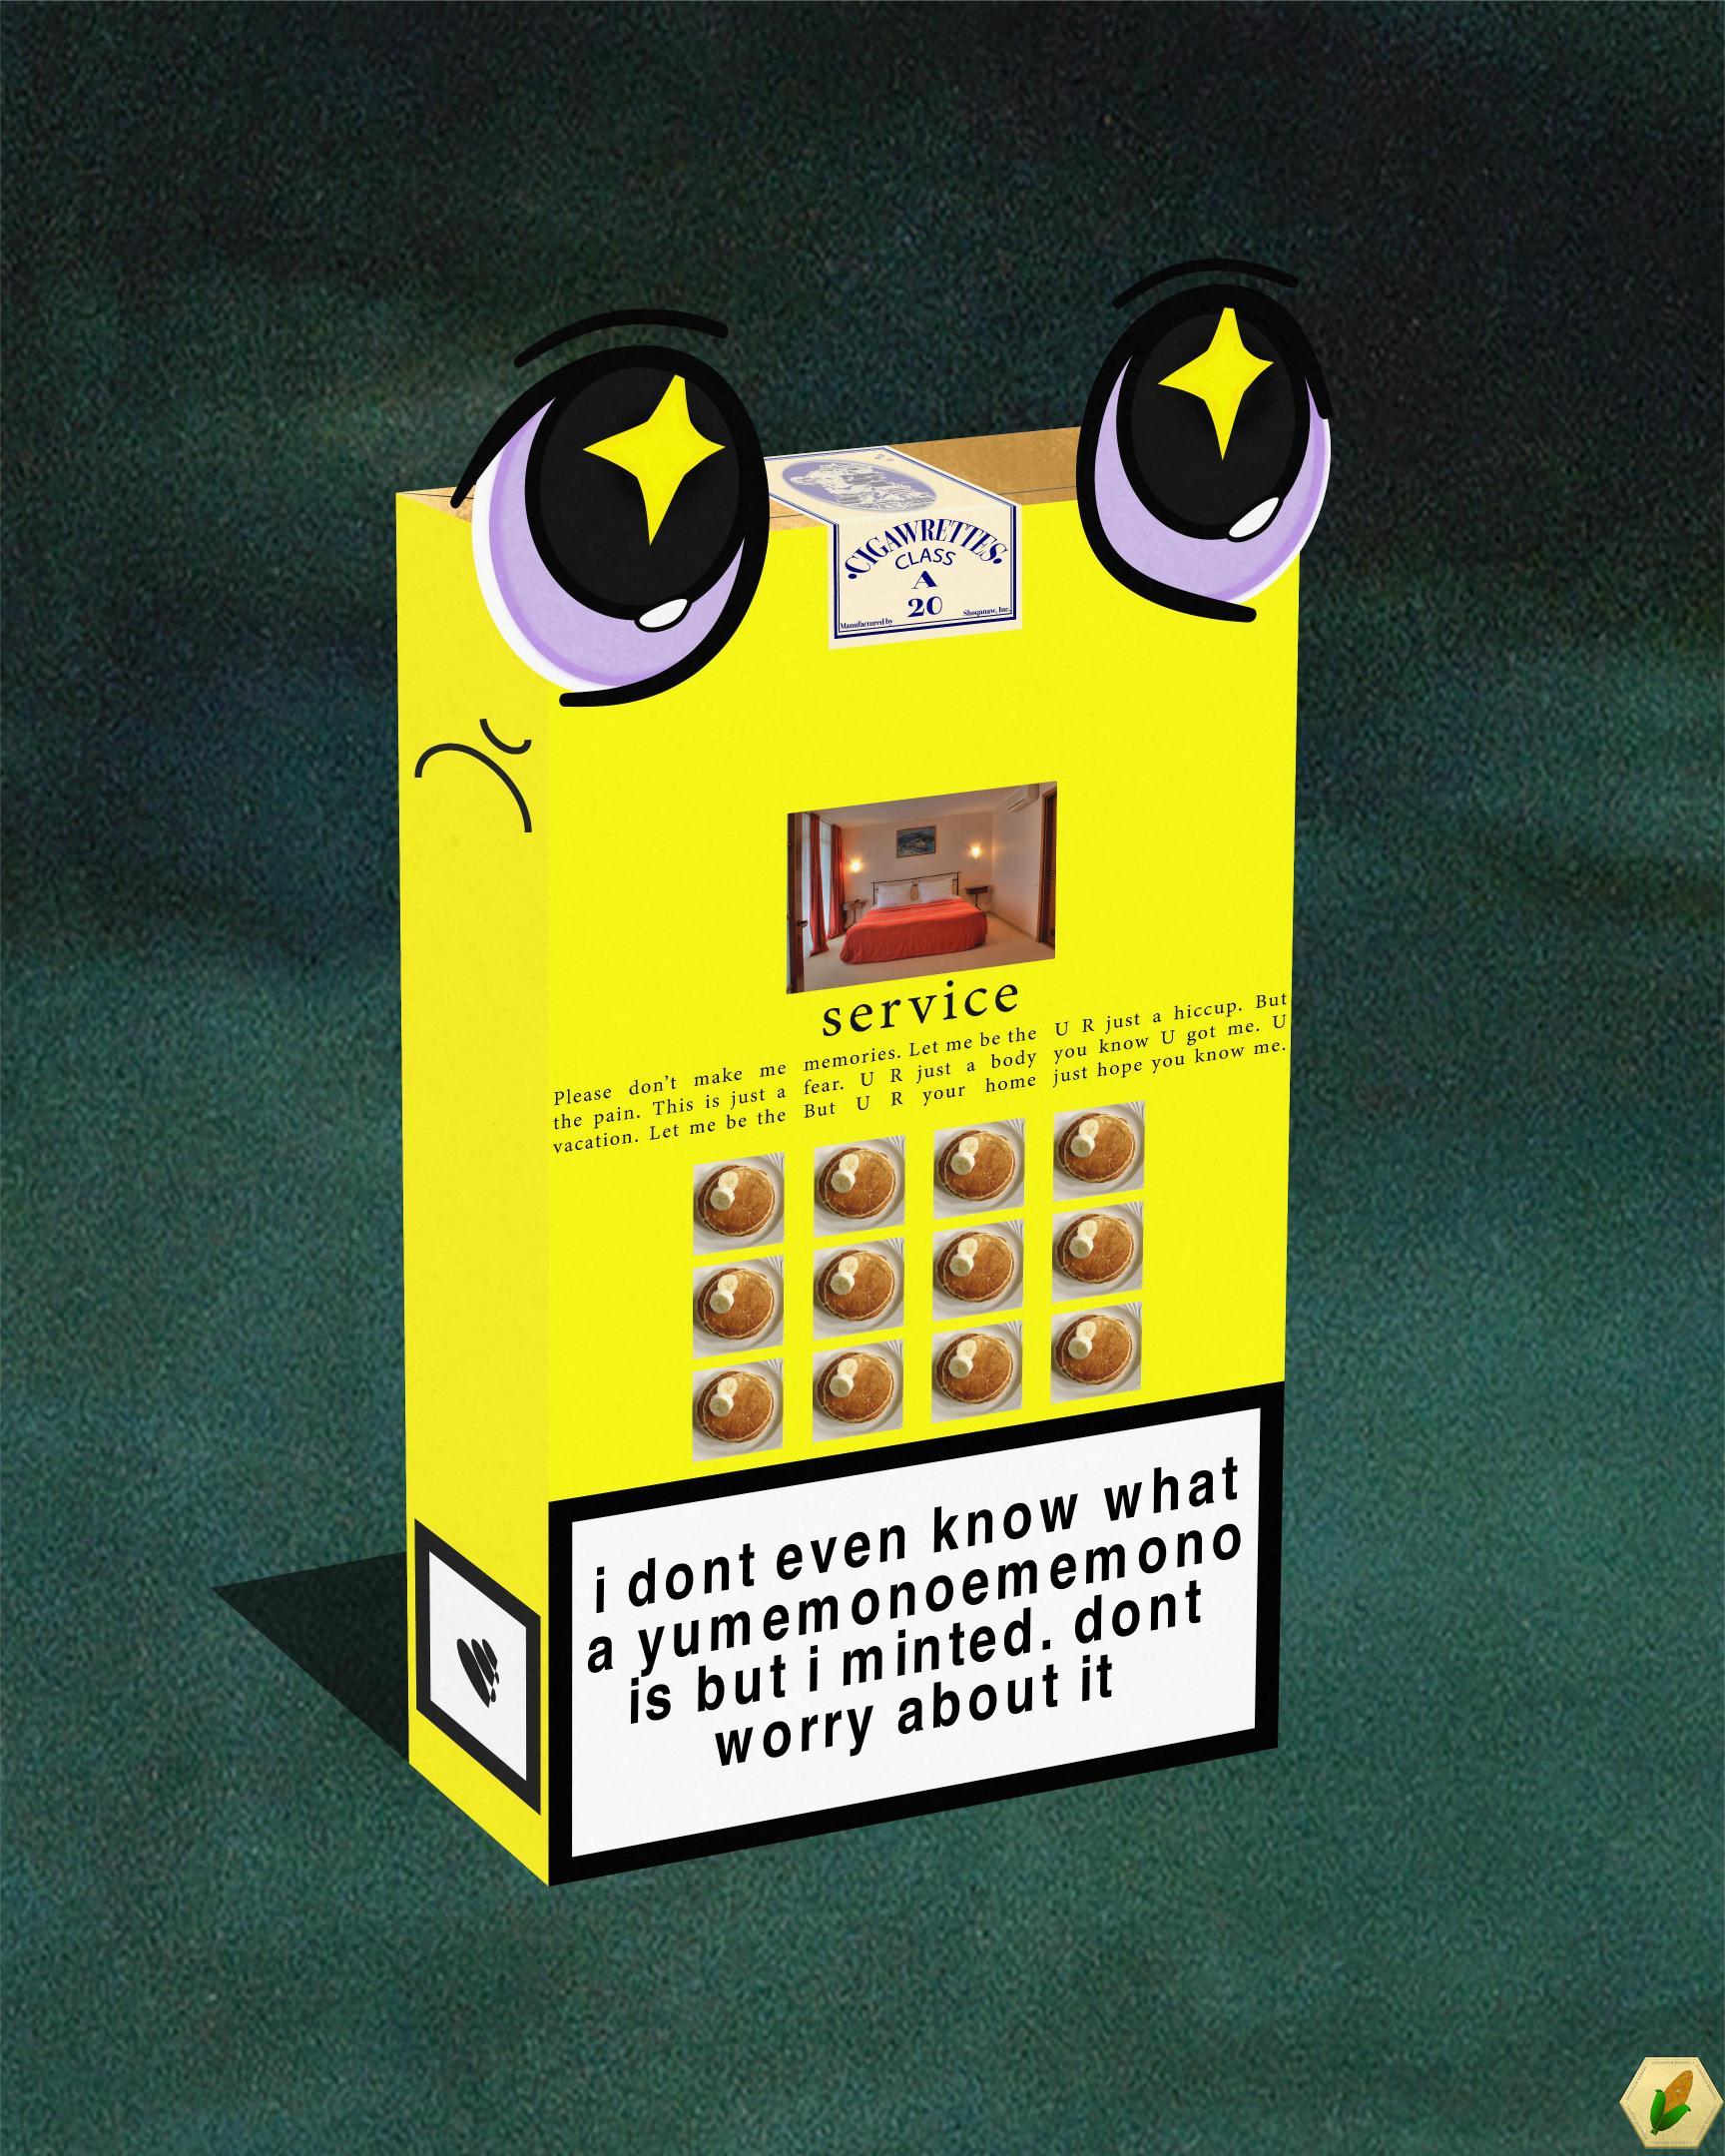 CIGAWRETTES
CLASS
A
20
Manufactured by
Shoqanaw, Inc.
service
Please don't make me
the pain. This is just a
vacation. Let me be the
memories. Let me be the
fear. U R just a body
But U R your home
U R just a hiccup. But
you know U got me. U
just hope you know me.
i dont even know what
a yumemonoememono
is but i minted. dont
worry about it